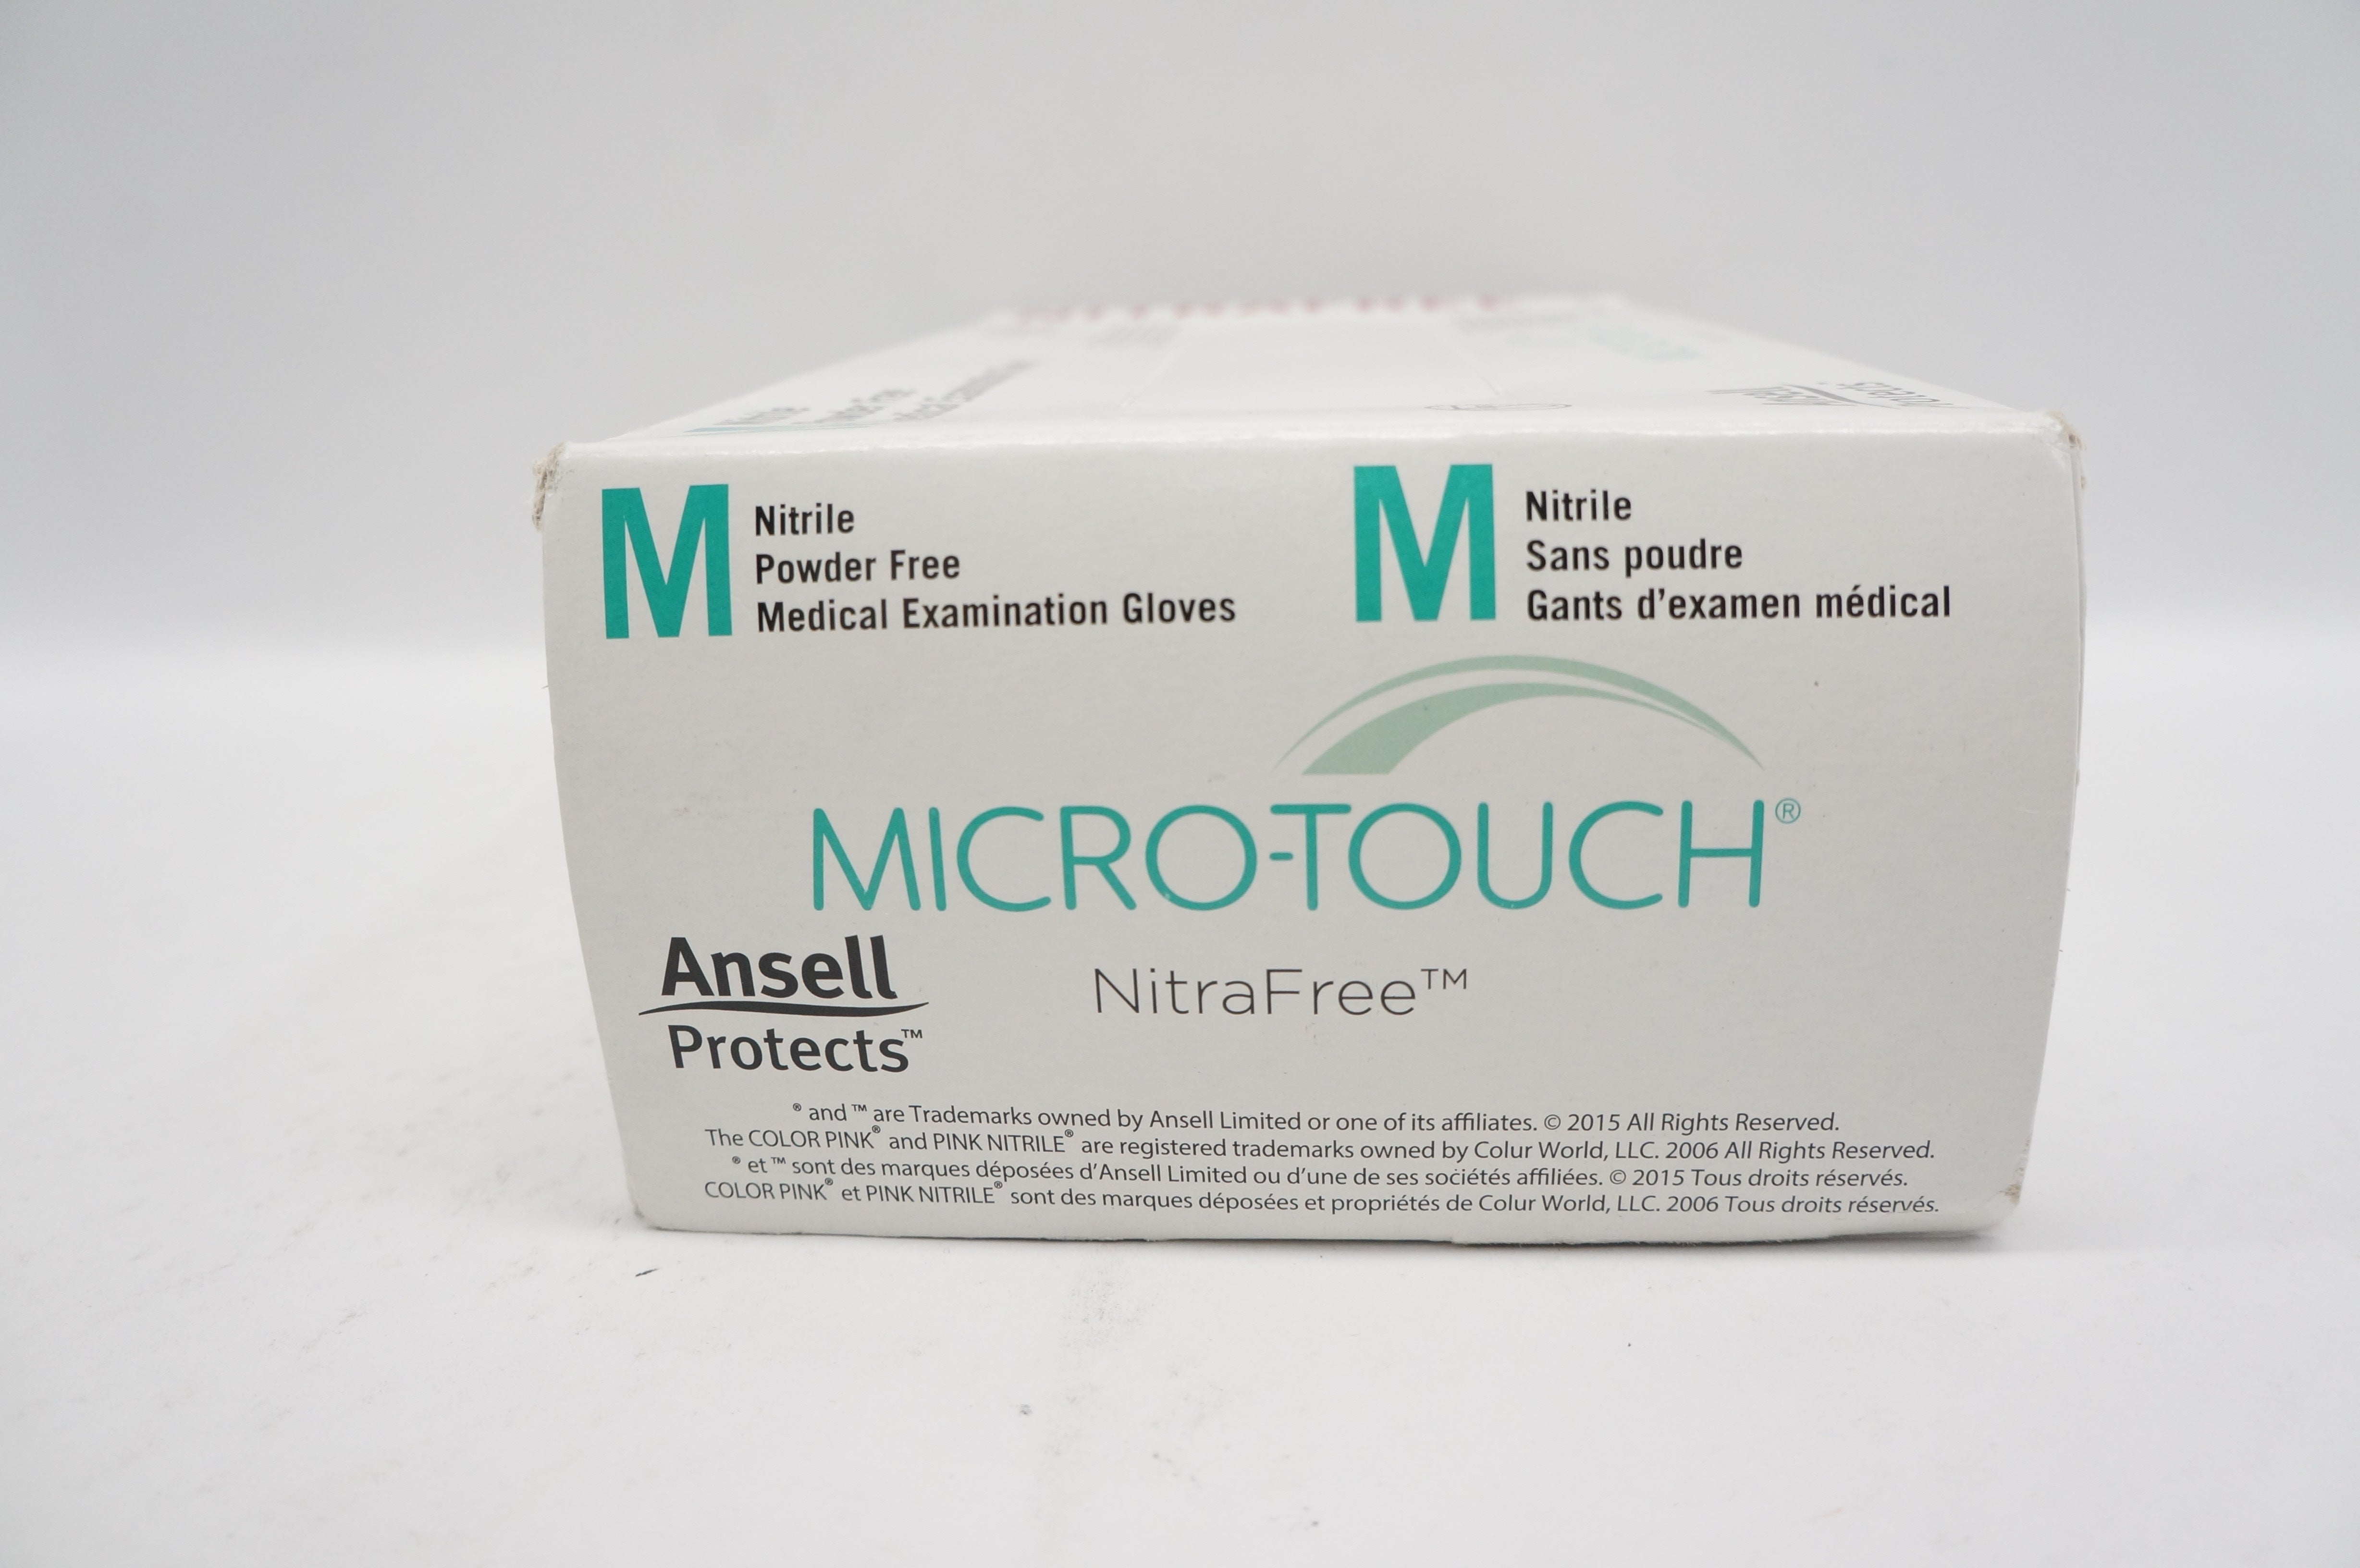 M
Nitrile
Powder Free
Medical Examination Gloves
M
Nitrile
Sans poudre
Gants d'examen médical
MICRO-TOUCH®
Ansell
Protects™
NitraFree™
® and ™ are Trademarks owned by Ansell Limited or one of its affiliates. © 2015 All Rights Reserved.
The COLOR PINK® and PINK NITRILE® are registered trademarks owned by Colur World, LLC. 2006 All Rights Reserved.
® et ™ sont des marques déposées d'Ansell Limited ou d'une de ses sociétés affiliées. © 2015 Tous droits réservés.
COLOR PINK® et PINK NITRILE® sont des marques déposées et propriétés de Colur World, LLC. 2006 Tous droits réservés.